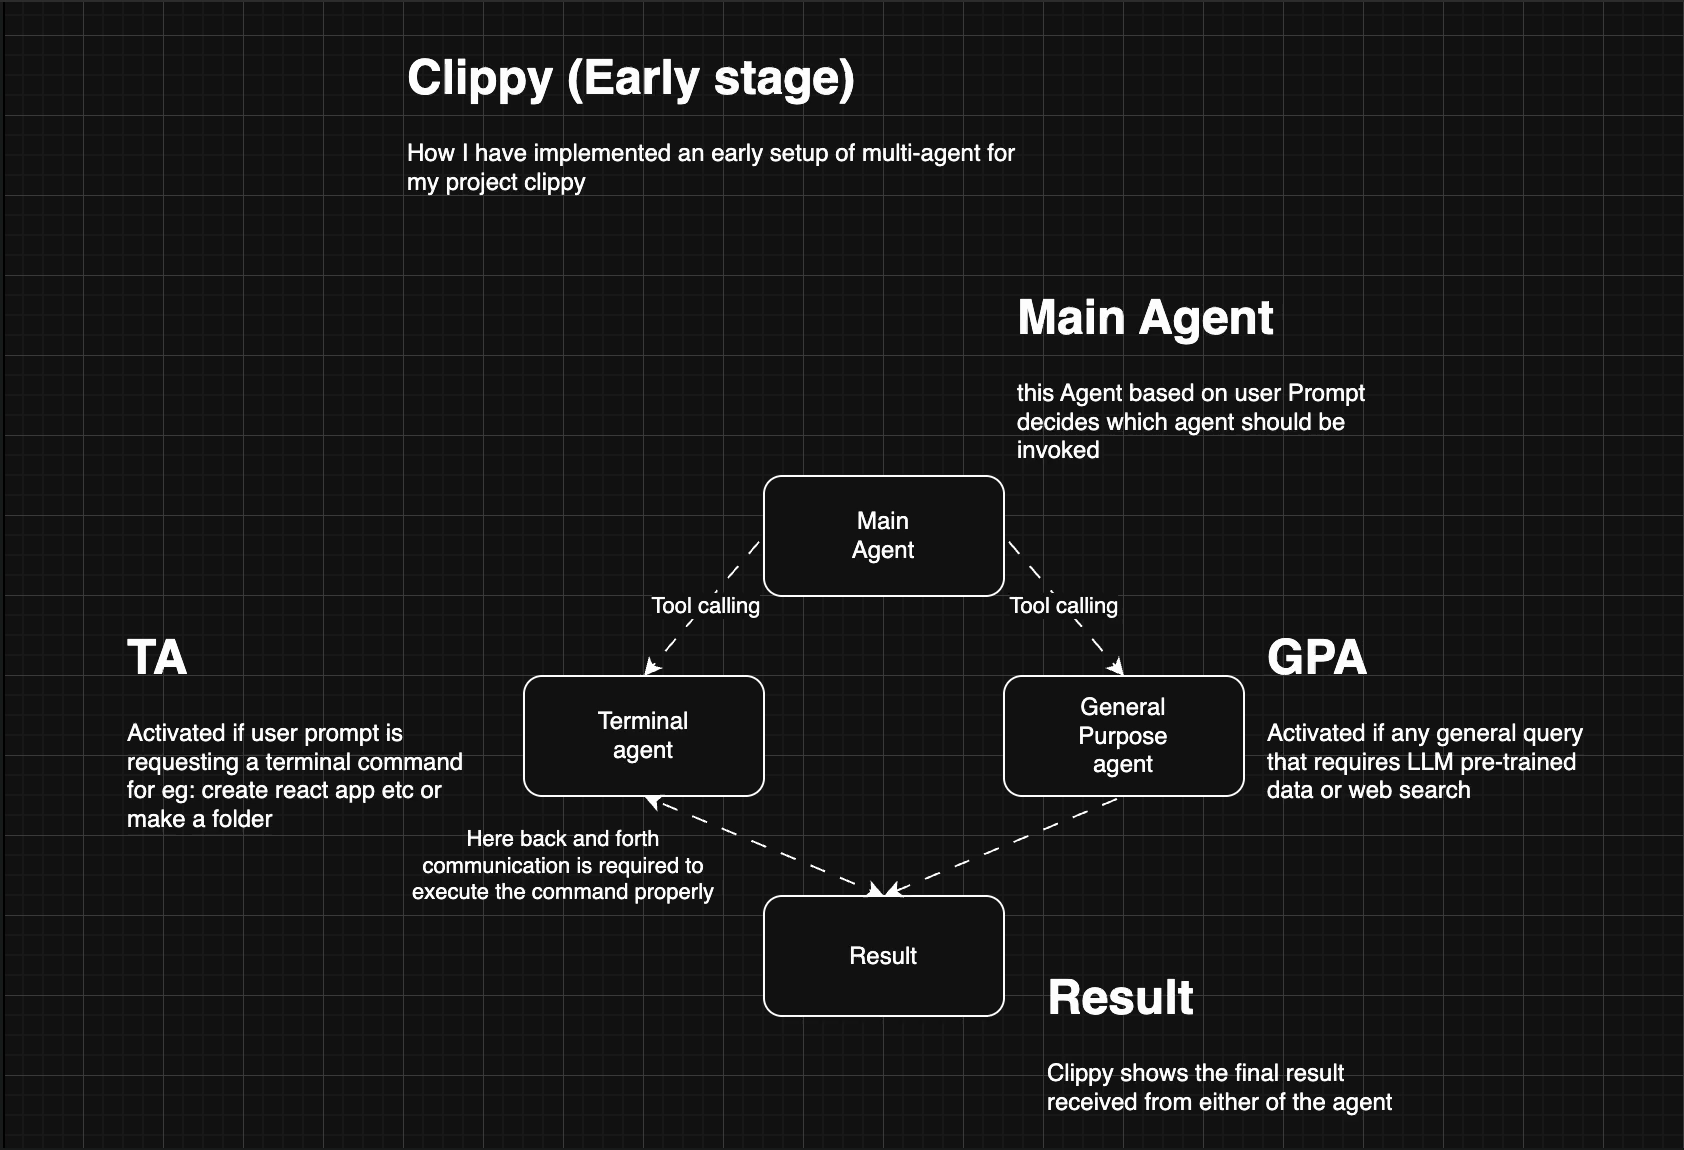 Clippy (Early stage)
How I have implemented an early setup of multi-agent for
my project clippy
Main Agent
this Agent based on user Prompt
decides which agent should be
invoked
Main
Agent
Tool calling
Tool calling
TA
Activated if user prompt is
requesting a terminal command
for eg: create react app etc or
make a folder
Terminal
agent
General
Purpose
agent
GPA
Activated if any general query
that requires LLM pre-trained
data or web search
Here back and forth
communication is required to
execute the command properly
Result
Result
Clippy shows the final result
received from either of the agent